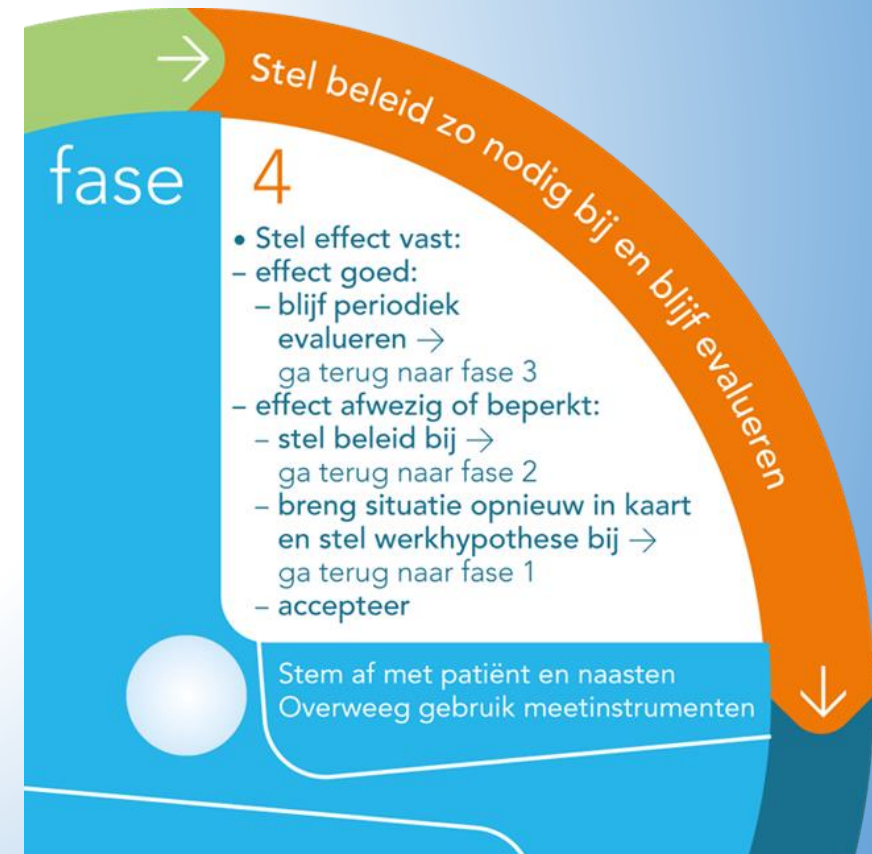 →
Stel beleid zo nodig bij en blijf evalueren
fase 4
• Stel effect vast:
– effect goed:
– blijf periodiek
evalueren →
ga terug naar fase 3
– effect afwezig of beperkt:
– stel beleid bij →
ga terug naar fase 2
– breng situatie opnieuw in kaart
en stel werkhypothese bij →
ga terug naar fase 1
– accepteer
Stem af met patiënt en naasten
Overweeg gebruik meetinstrumenten
↓